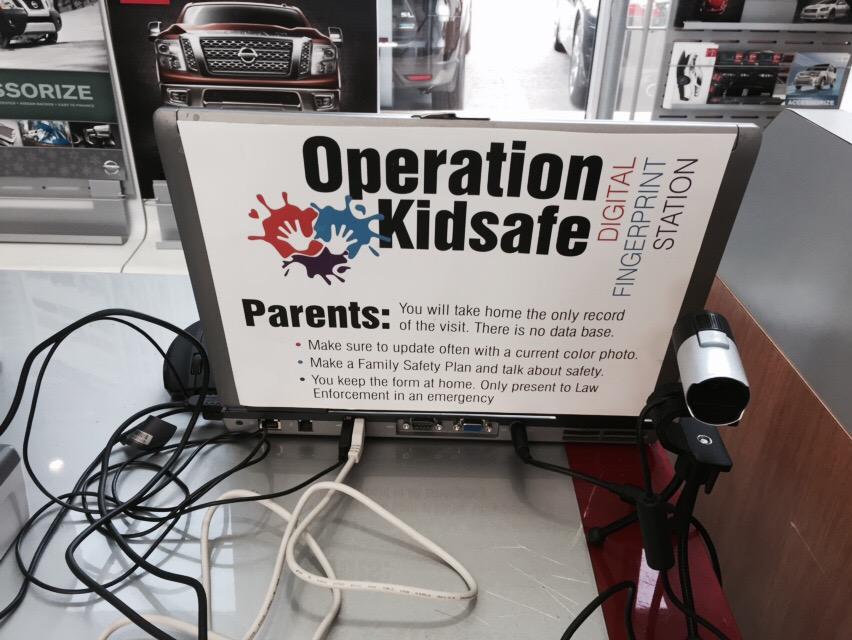 SSORIZE
NISSAN
ACCESSORIZE
Operation
Kidsafe
DIGITAL
FINGERPRINT
STATION
Parents: You will take home the only record
of the visit. There is no data base.
• Make sure to update often with a current color photo.
• Make a Family Safety Plan and talk about safety.
• You keep the form at home. Only present to Law
Enforcement in an emergency